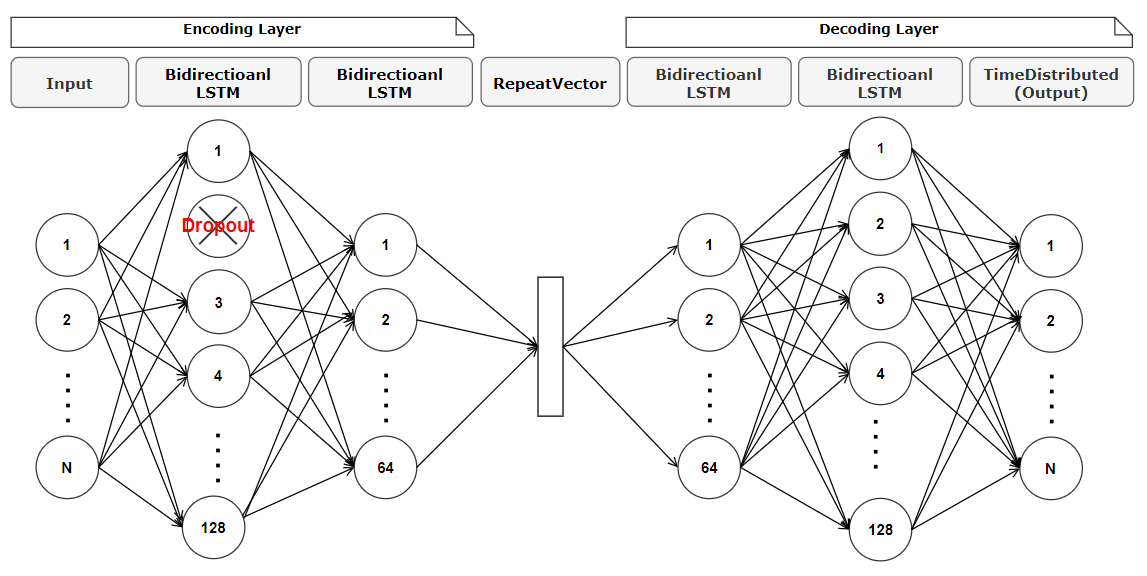 Encoding Layer
Decoding Layer
Input
Bidirectioanl
LSTM
Bidirectioanl
LSTM
RepeatVector
Bidirectioanl
LSTM
Bidirectioanl
LSTM
TimeDistributed
(Output)
1
2
N
1
Dropout
3
4
128
1
2
64
1
2
64
1
2
3
4
128
1
2
N